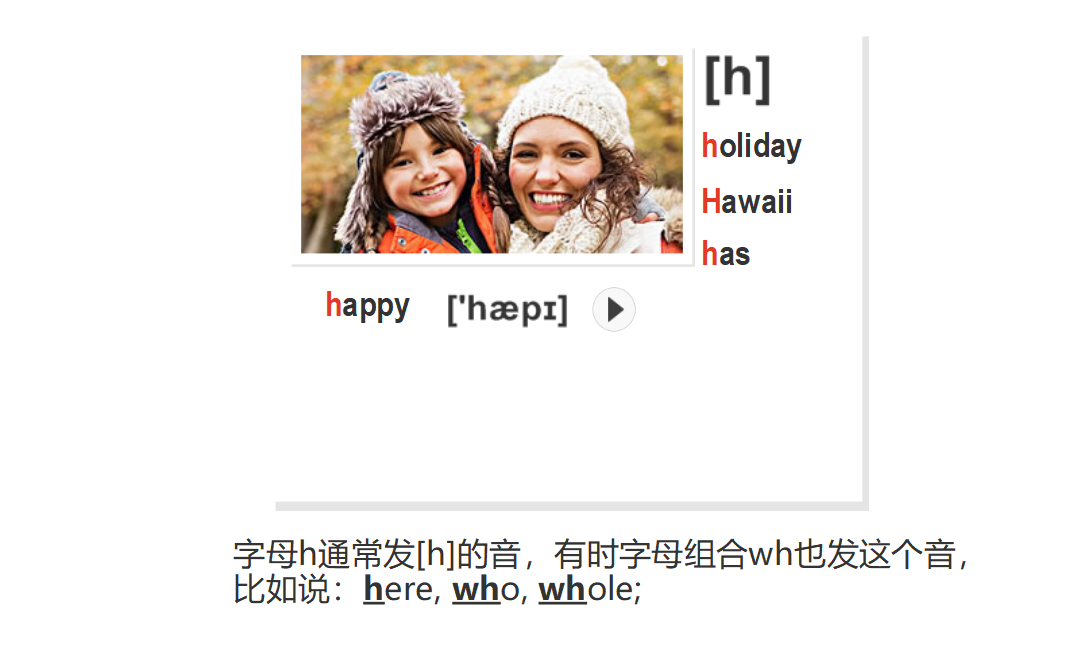 [h]
holiday
Hawaii
has
happy ['hæpɪ]
字母h通常发[h]的音，有时字母组合wh也发这个音，
比如说：here, who, whole;